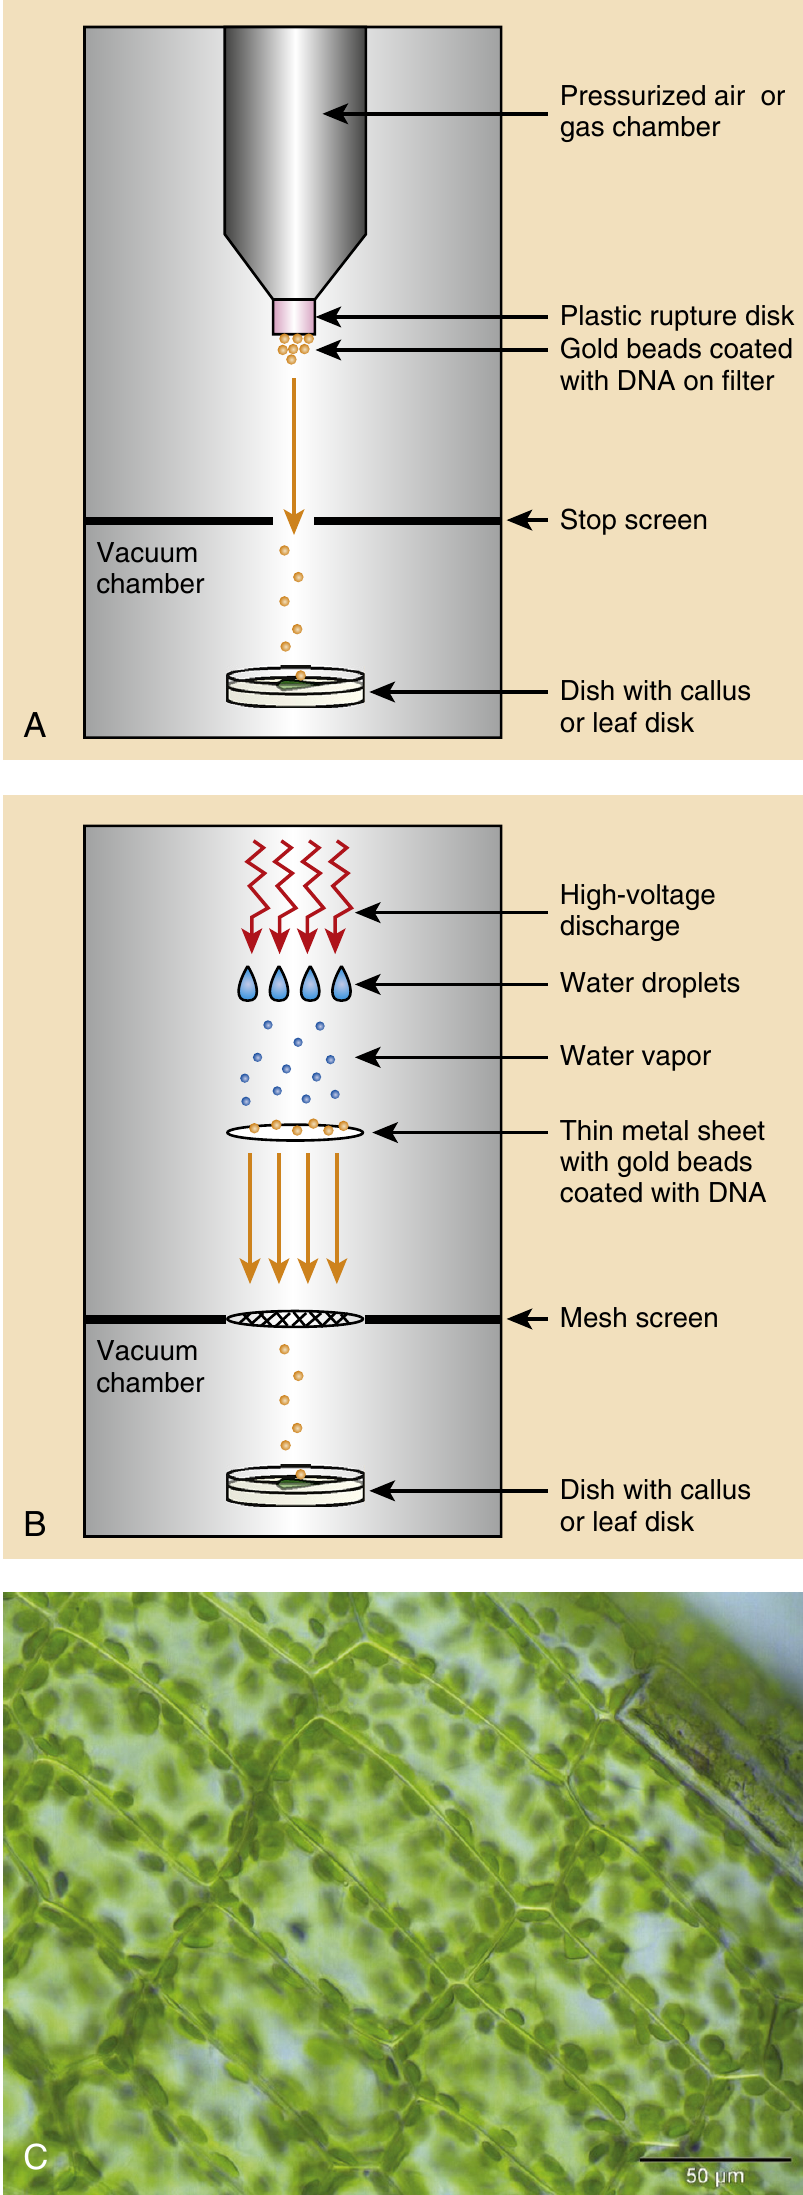 Pressurized air or
gas chamber
Plastic rupture disk
Gold beads coated
with DNA on filter
Stop screen
Vacuum
chamber
Dish with callus
or leaf disk
A
High-voltage
discharge
Water droplets
Water vapor
Thin metal sheet
with gold beads
coated with DNA
Mesh screen
Vacuum
chamber
Dish with callus
or leaf disk
B
C
50 µm